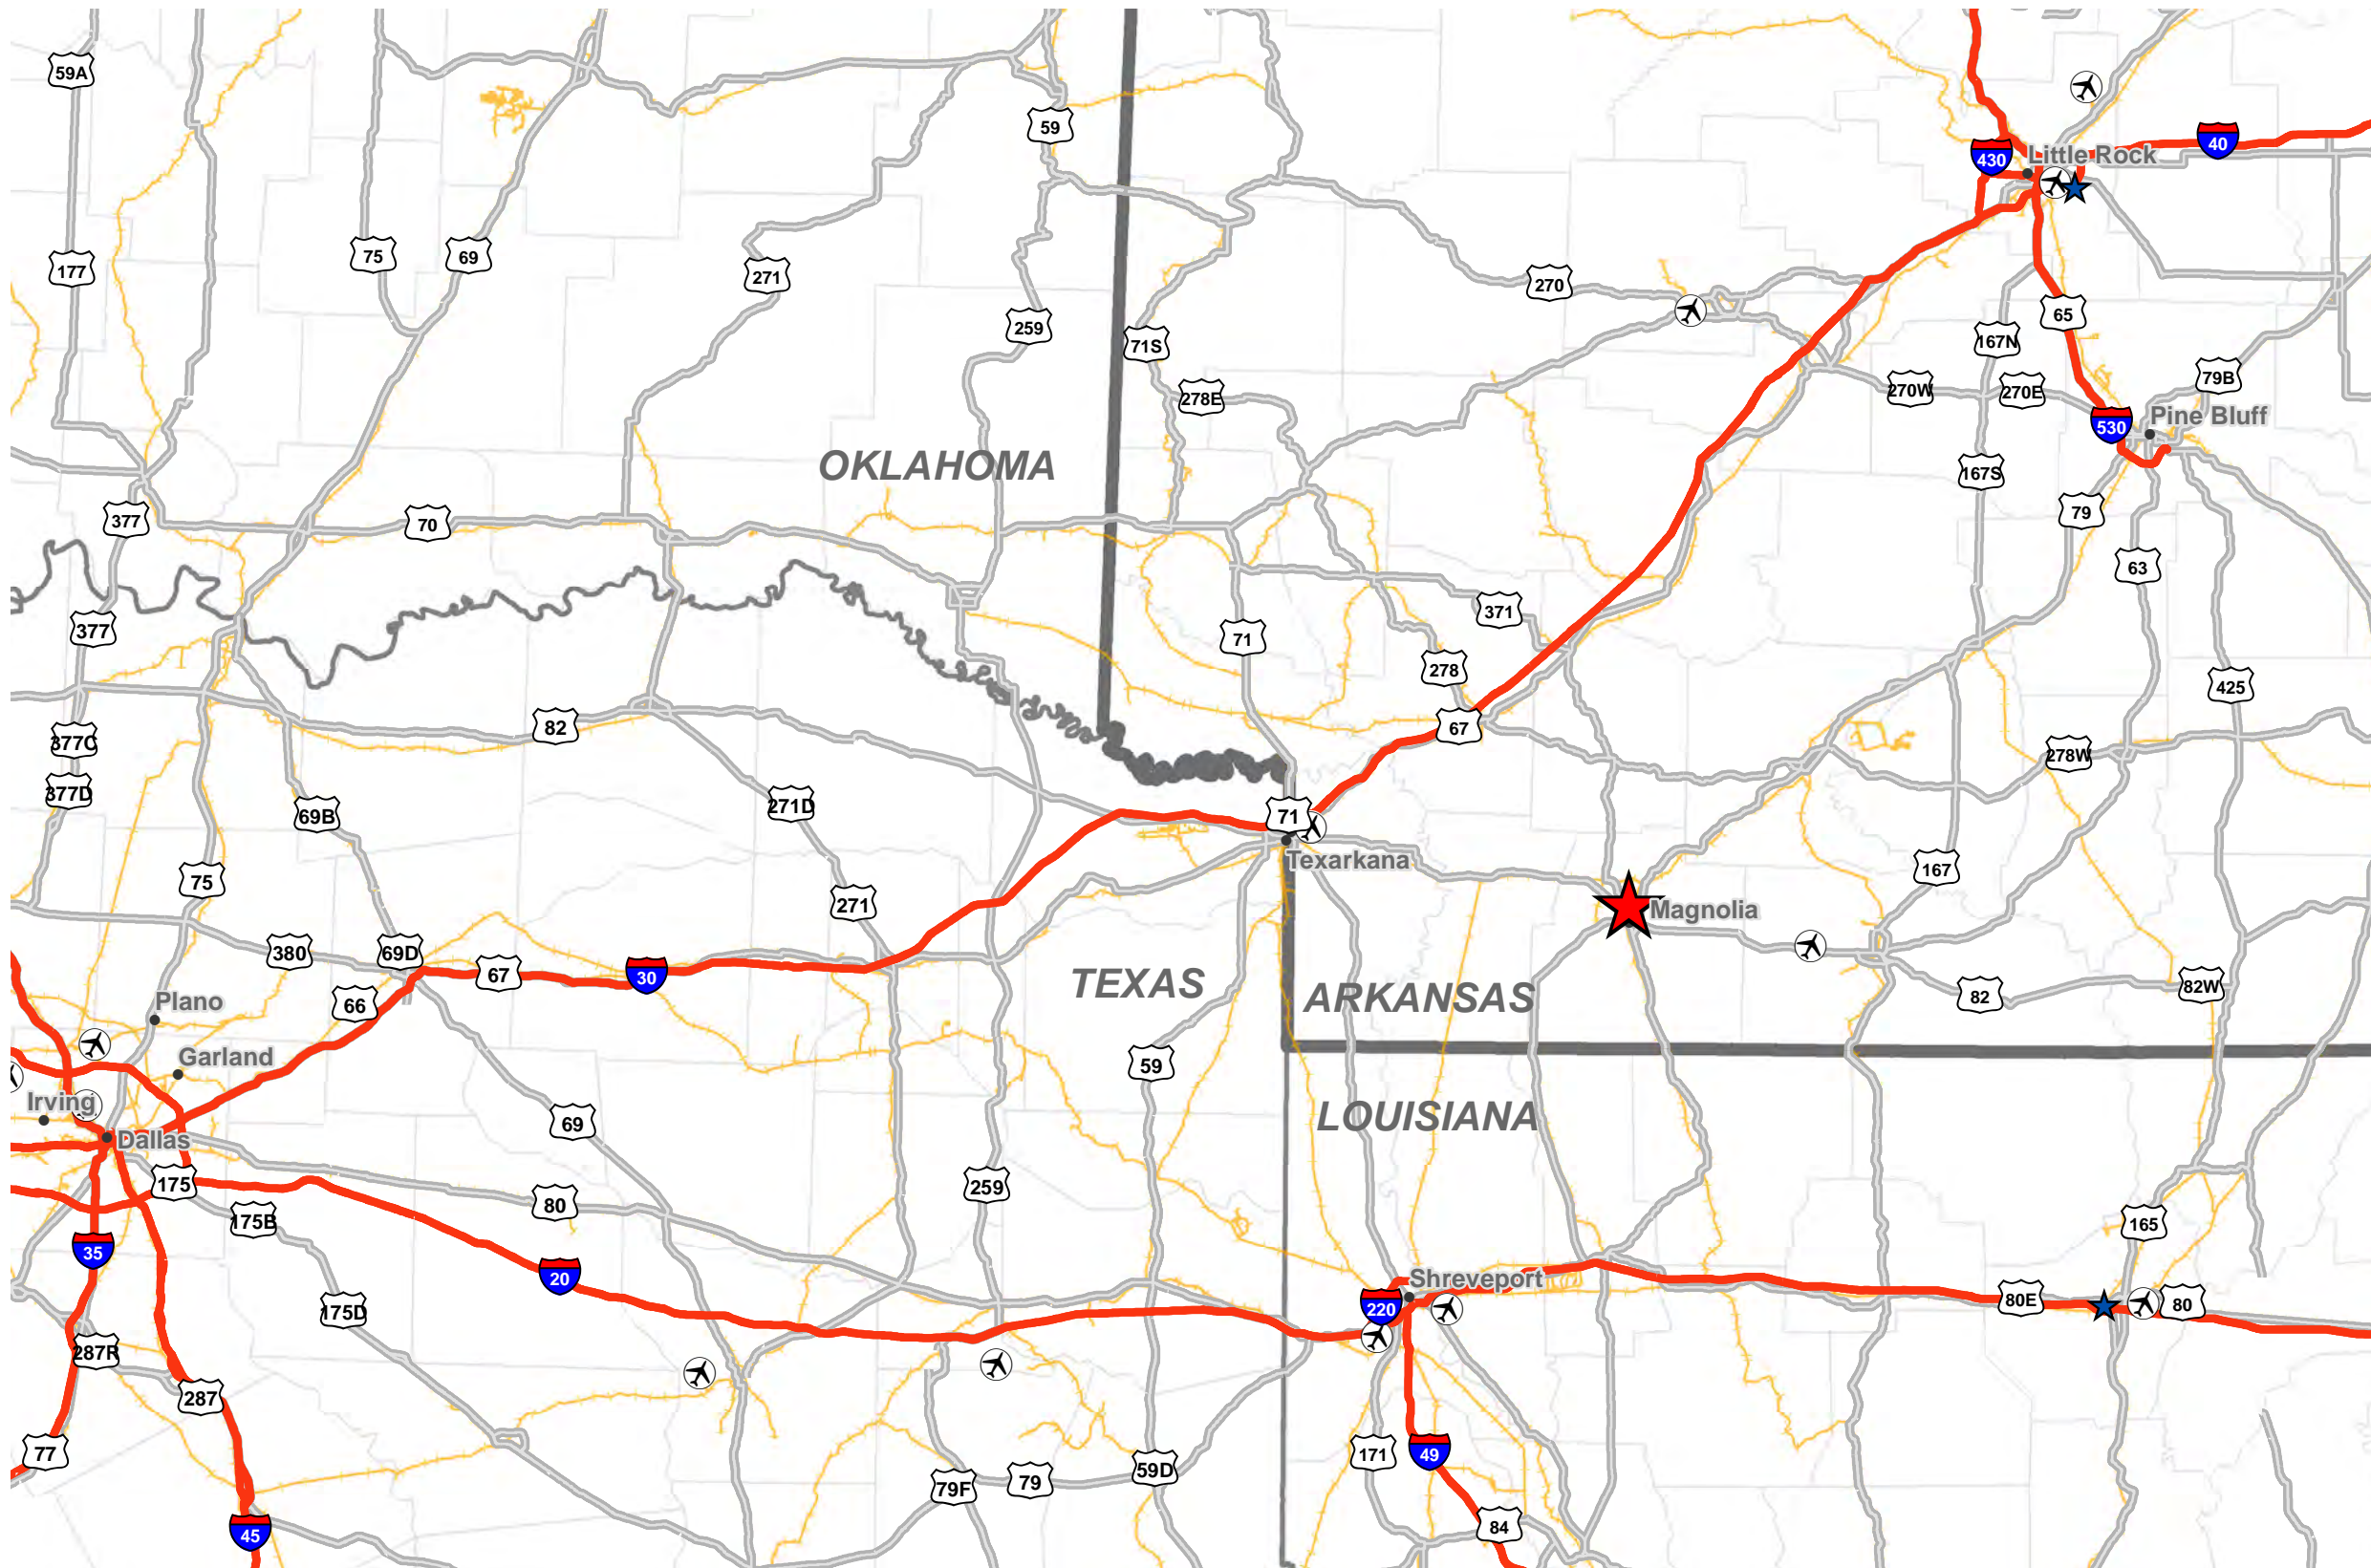 59A
59
430
Little Rock
40
177
75
69
271
270
259
71S
65
167N
278E
270W
270E
79B
530
Pine Bluff
OKLAHOMA
167S
377
70
79
63
377
71
371
278
425
82
67
377C
278W
377D
69B
271D
71
Texarkana
75
167
271
Magnolia
380
69D
67
30
TEXAS
ARKANSAS
82
82W
66
Plano
Garland
59
Irving
Dallas
69
LOUISIANA
175
80
259
175B
165
35
20
Shreveport
220
80E
80
175D
287R
287
77
171
49
59D
79F
79
84
45